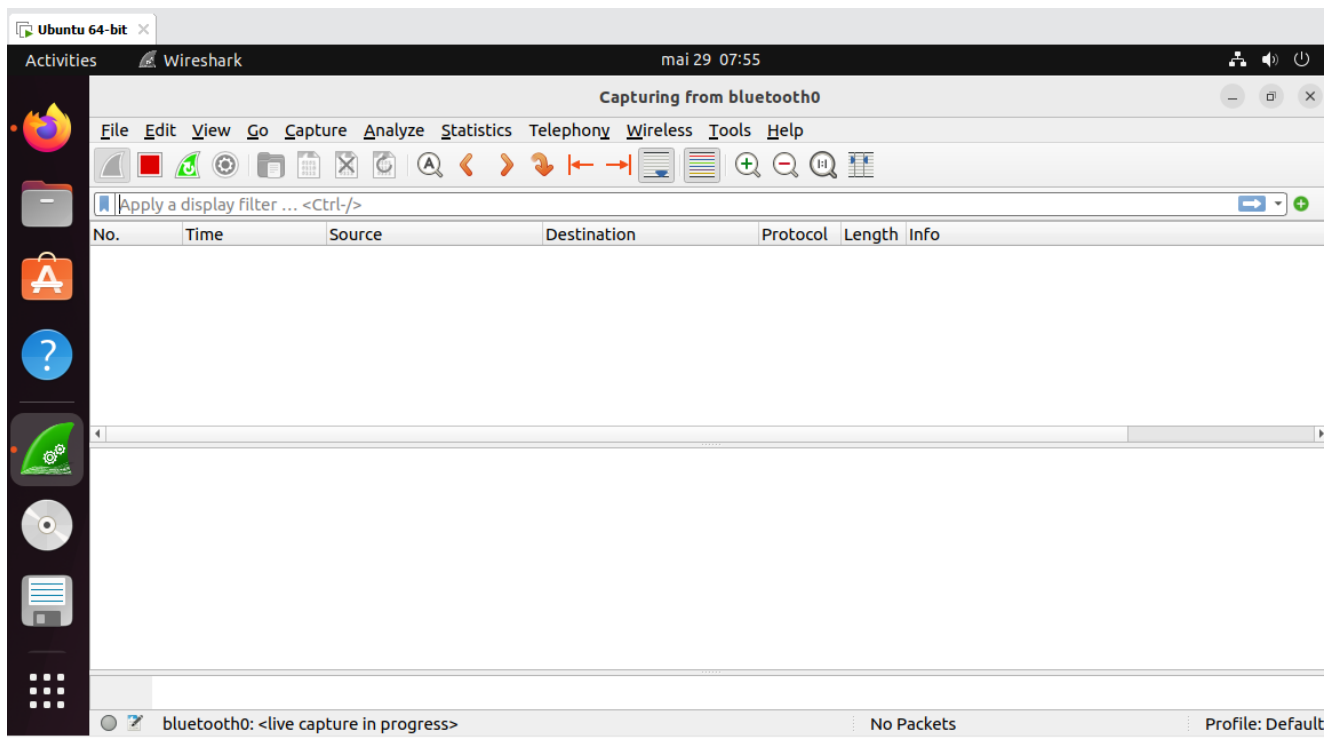 Ubuntu 64-bit
Activities Wireshark mai 29 07:55
Capturing from bluetooth0
File Edit View Go Capture Analyze Statistics Telephony Wireless Tools Help
Apply a display filter … <Ctrl-/>
No. Time Source Destination Protocol Length Info
bluetooth0: <live capture in progress> No Packets Profile: Default